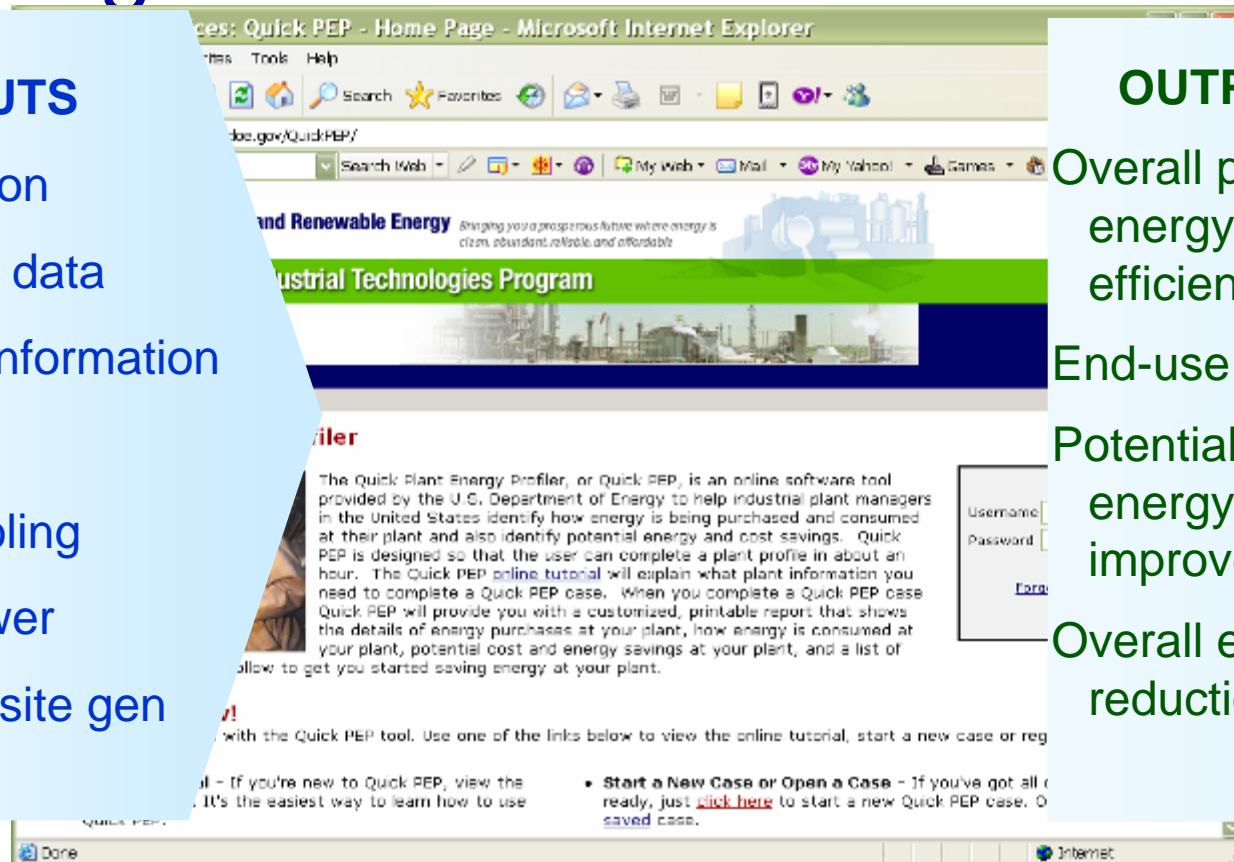 ces: Quick PEP - Home Page - Microsoft Internet Explorer
Tools Help
Search Favorites
doe.gov/QuickPEP/
Search Web My Web Mail My Yahoo! Games
UTS
on
data
nformation
oling
wer
site gen
and Renewable Energy Bringing you a prosperous future where energy is
clean, abundant, reliable, and affordable
ustrial Technologies Program
filer
The Quick Plant Energy Profiler, or Quick PEP, is an online software tool
provided by the U.S. Department of Energy to help industrial plant managers
in the United States identify how energy is being purchased and consumed
at their plant and also identify potential energy and cost savings. Quick
PEP is designed so that the user can complete a plant profile in about an
hour. The Quick PEP online tutorial will explain what plant information you
need to complete a Quick PEP case. When you complete a Quick PEP case
Quick PEP will provide you with a customized, printable report that shows
the details of energy purchases at your plant, how energy is consumed at
your plant, potential cost and energy savings at your plant, and a list of
ollow to get you started saving energy at your plant.
Username
Password
Forg
w!
with the Quick PEP tool. Use one of the links below to view the online tutorial, start a new case or reg
al - If you're new to Quick PEP, view the
It's the easiest way to learn how to use
Quick PEP.
• Start a New Case or Open a Case - If you've got all
ready, just click here to start a new Quick PEP case. O
saved case.
Done
Internet
OUTP
Overall p
energy
efficien
End-use
Potential
energy
improve
Overall e
reducti